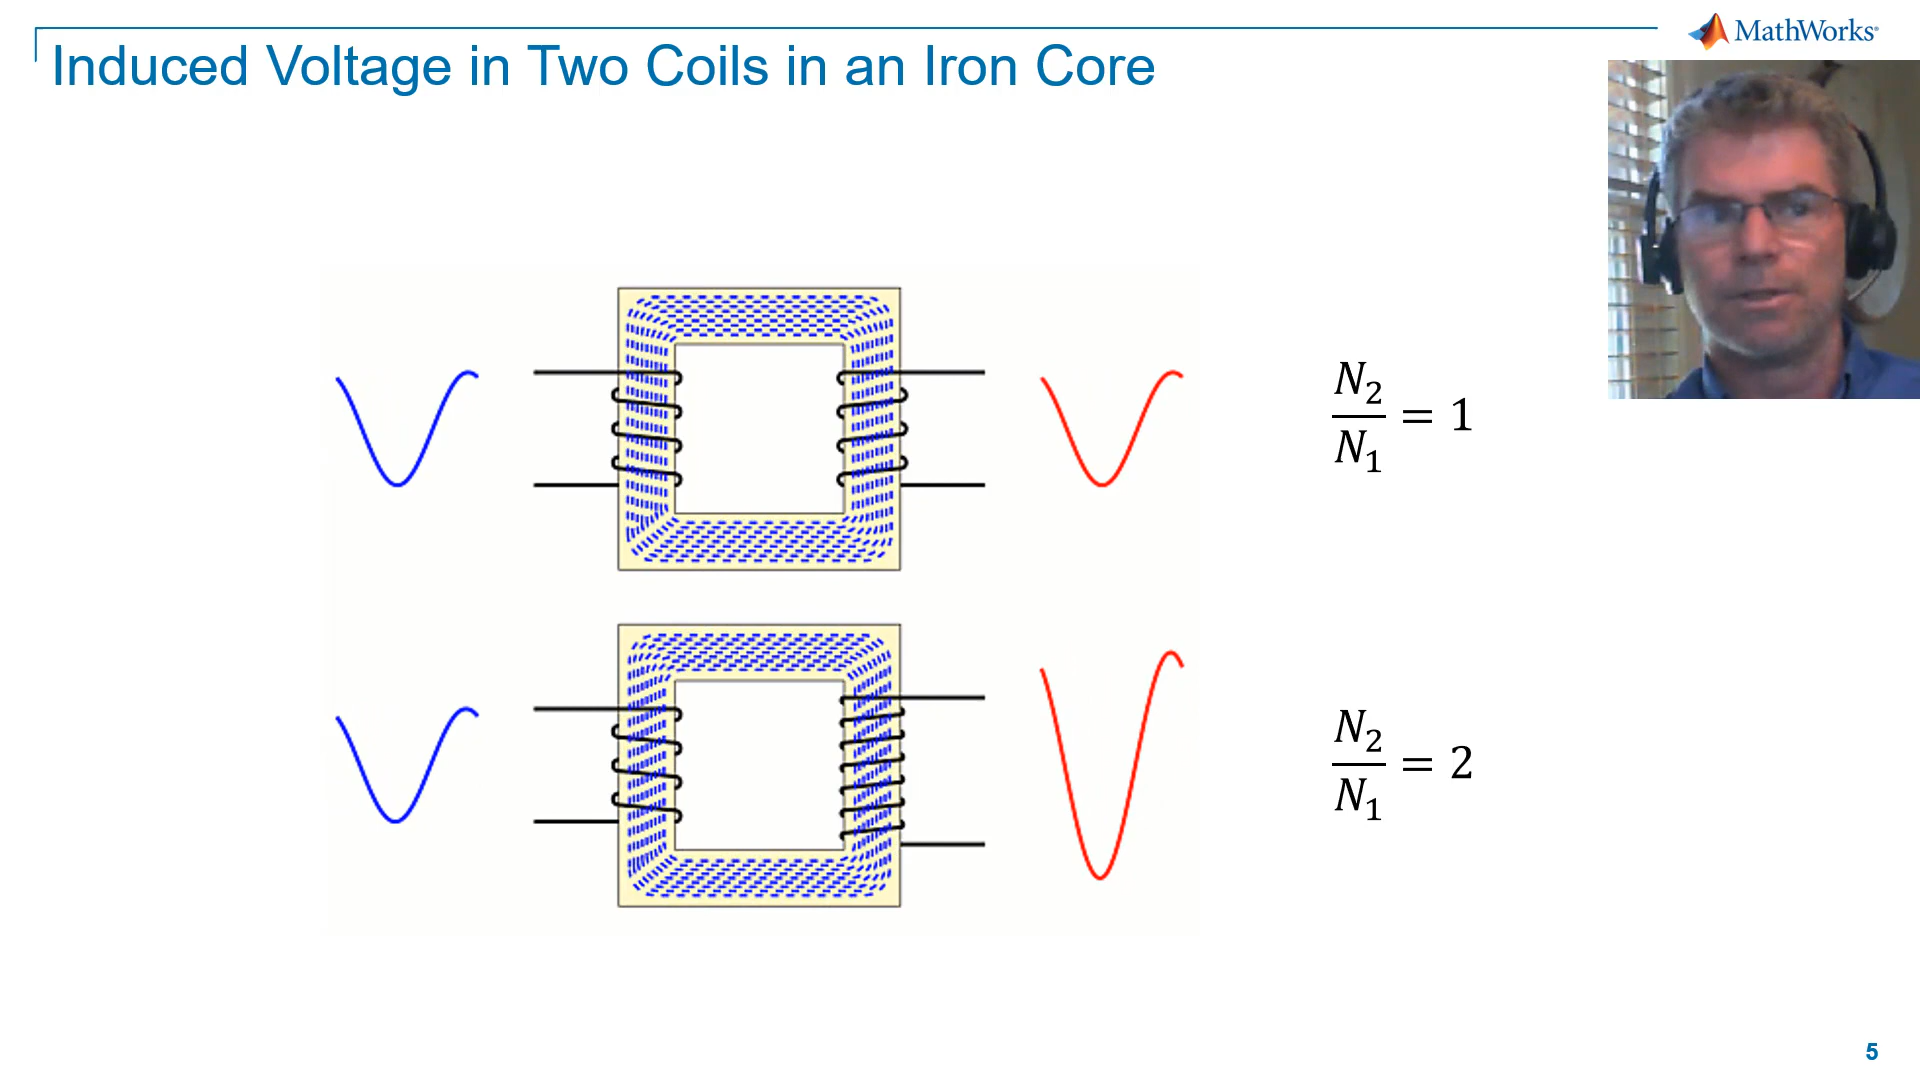 MathWorks®
Induced Voltage in Two Coils in an Iron Core
N₂/N₁ = 1
N₂/N₁ = 2
5